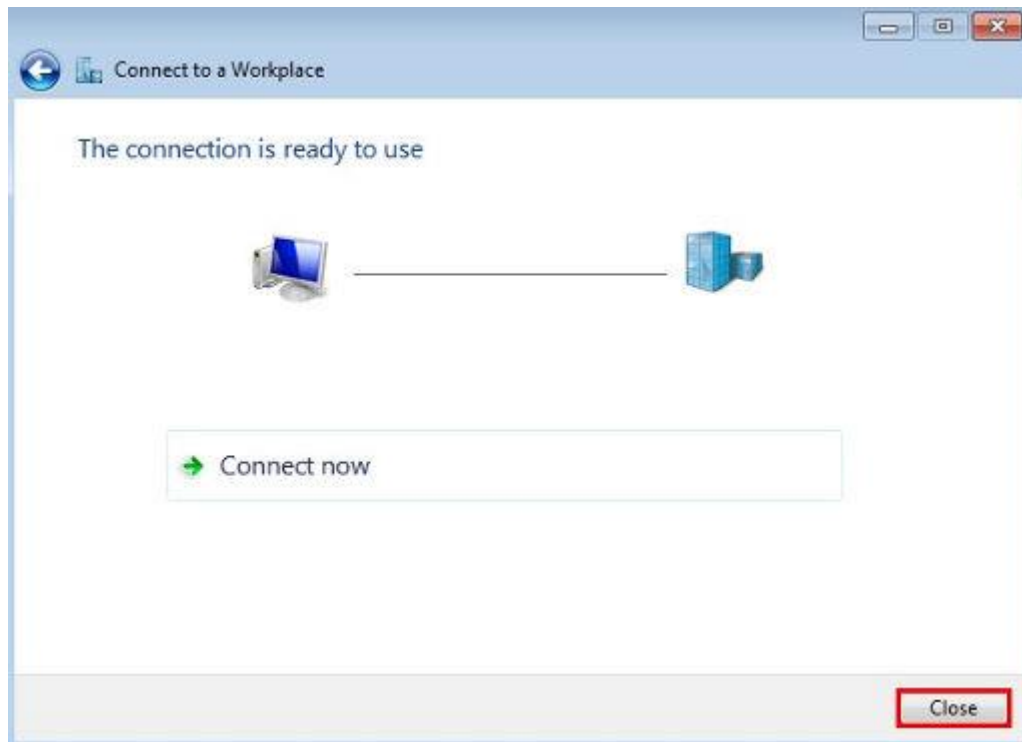 Connect to a Workplace
The connection is ready to use
Connect now
Close